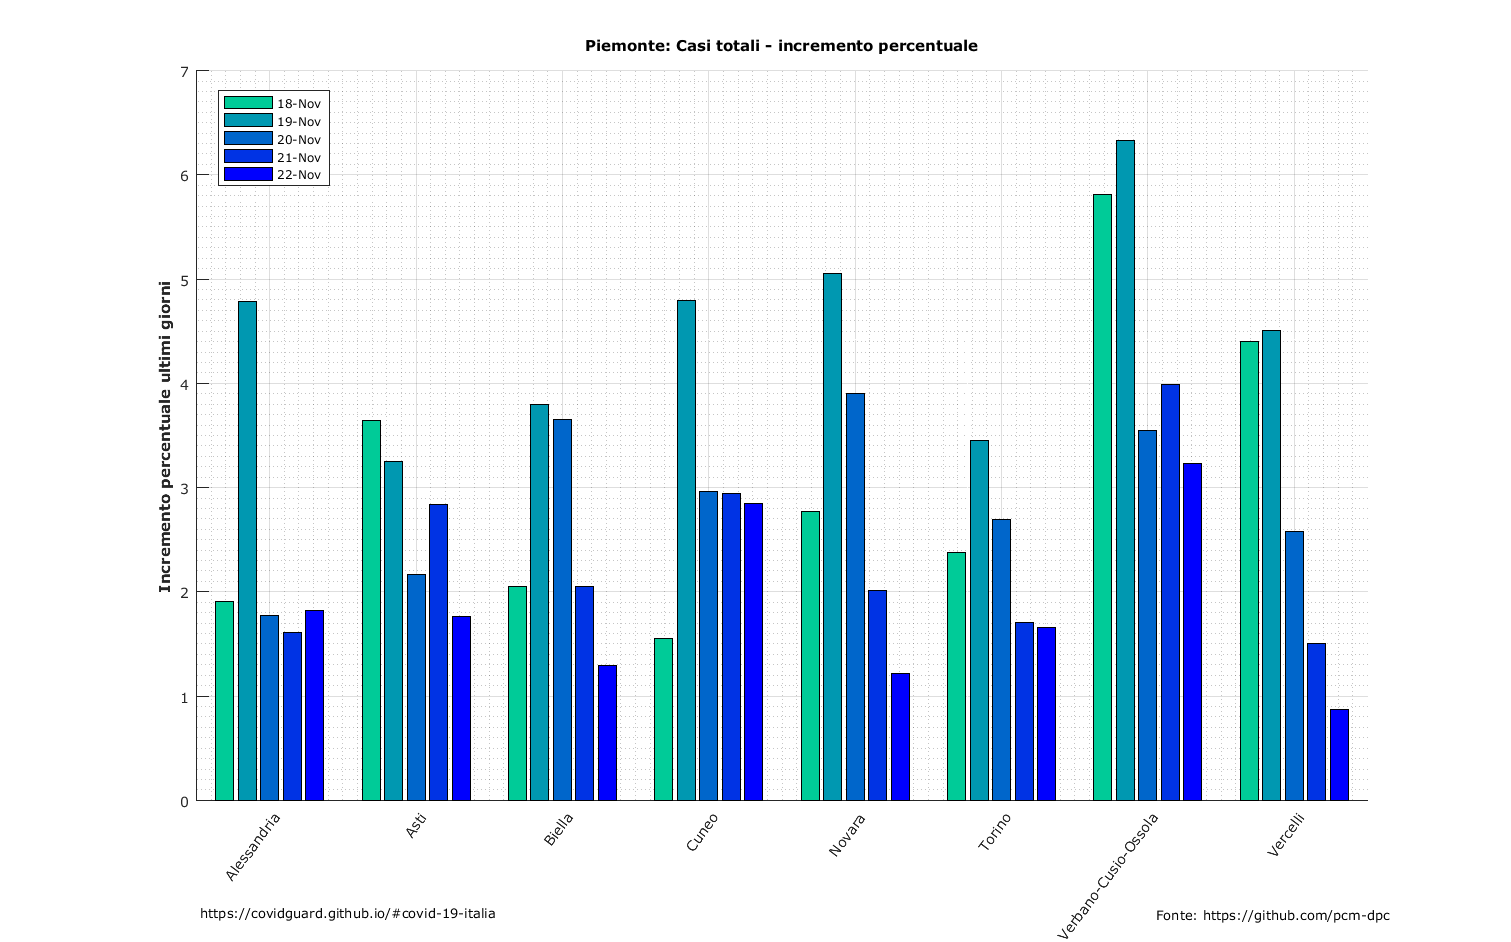 Piemonte: Casi totali - incremento percentuale
7
6
5
4
3
2
1
0
Incremento percentuale ultimi giorni
18-Nov
19-Nov
20-Nov
21-Nov
22-Nov
Alessandria
Asti
Biella
Cuneo
Novara
Torino
Verbano-Cusio-Ossola
Vercelli
https://covidguard.github.io/#covid-19-italia
Fonte: https://github.com/pcm-dpc